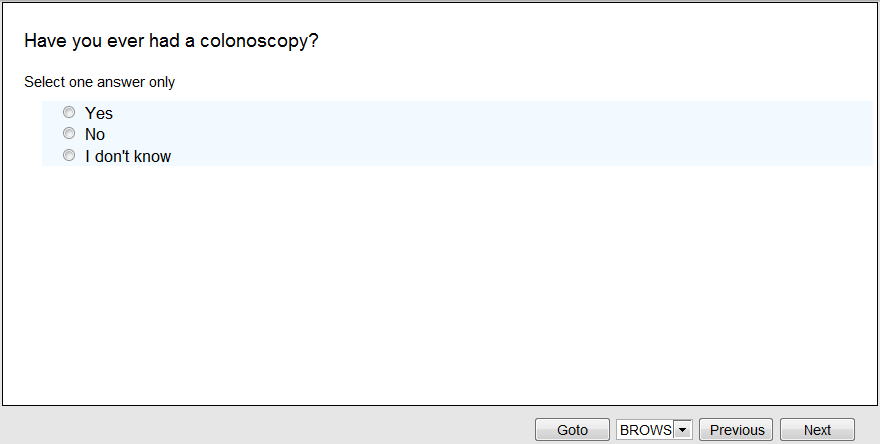 Have you ever had a colonoscopy?
Select one answer only
Yes
No
I don't know
Goto BROWS Previous Next